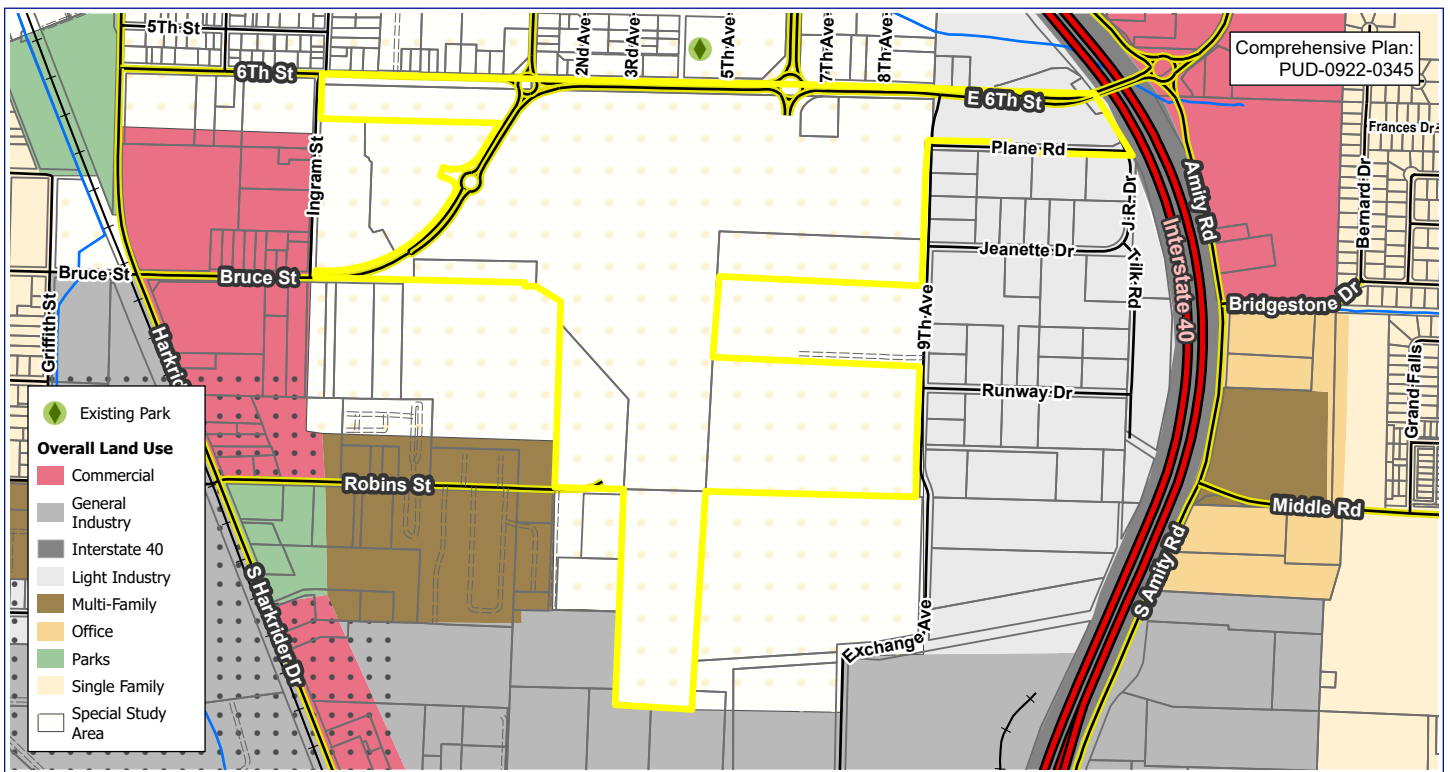 5Th St
2Nd Ave
3Rd Ave
5Th Ave
7Th Ave
8Th Ave
Comprehensive Plan:
PUD-0922-0345
6Th St
E 6Th St
Frances Dr
Plane Rd
Ingram St
J.R. Dr
Amity Rd
Bernard Dr
Jeanette Dr
Lilk Rd
Interstate 40
Bruce St
Bruce St
Bridgestone Dr
Griffith St
9Th Ave
Harkrider
Grand Falls
Runway Dr
Existing Park
Overall Land Use
Commercial
General
Industry
Interstate 40
Light Industry
Multi-Family
Office
Parks
Single Family
Special Study
Area
Robins St
Middle Rd
S Amity Rd
S Harkrider Dr
Exchange Ave